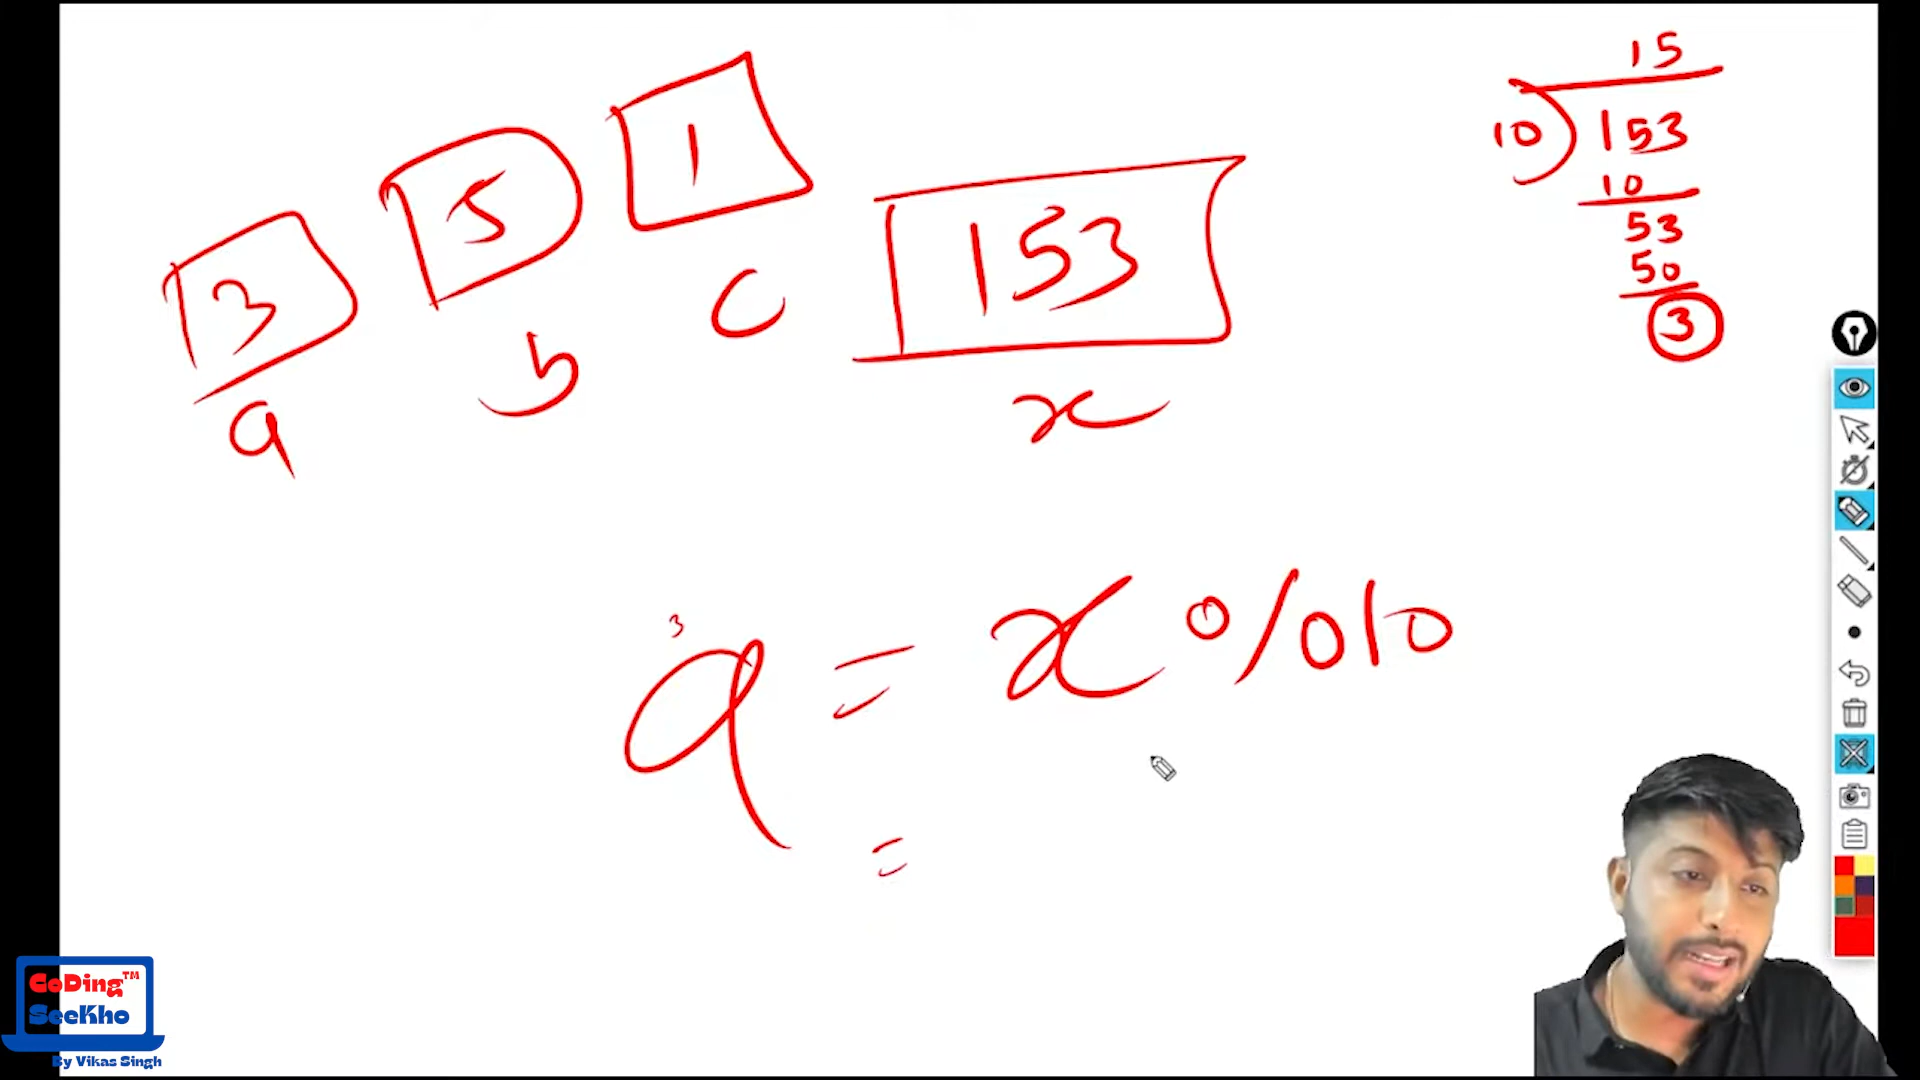 3 5 1 153
a b c x
15
10 153
10
53
50
3
3
a = x % 10
=
CoDing™
SeeKho
By Vikas Singh